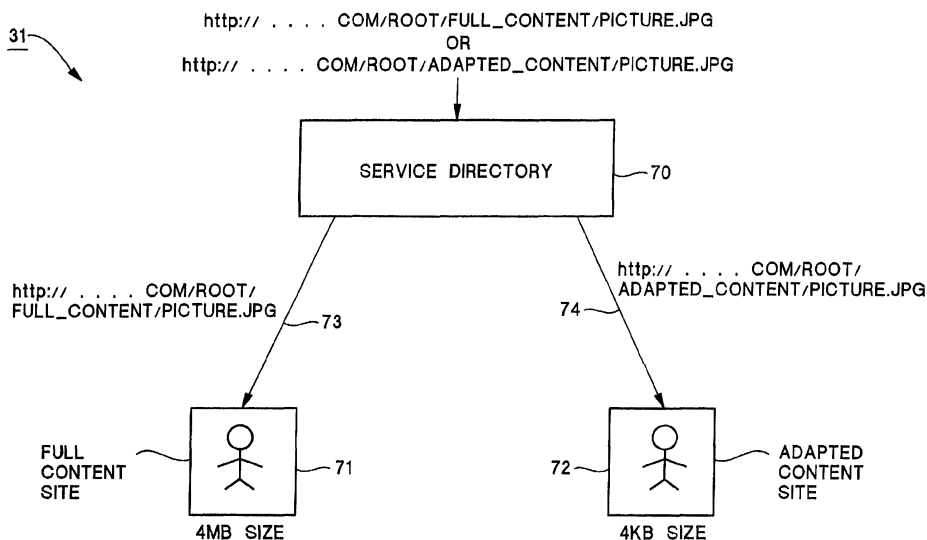 31
http:// . . . . COM/ROOT/FULL_CONTENT/PICTURE.JPG
OR
http:// . . . . COM/ROOT/ADAPTED_CONTENT/PICTURE.JPG
SERVICE DIRECTORY
70
http:// . . . . COM/ROOT/
FULL_CONTENT/PICTURE.JPG
73
http:// . . . . COM/ROOT/
ADAPTED_CONTENT/PICTURE.JPG
74
FULL
CONTENT
SITE
71
4MB SIZE
72
ADAPTED
CONTENT
SITE
4KB SIZE